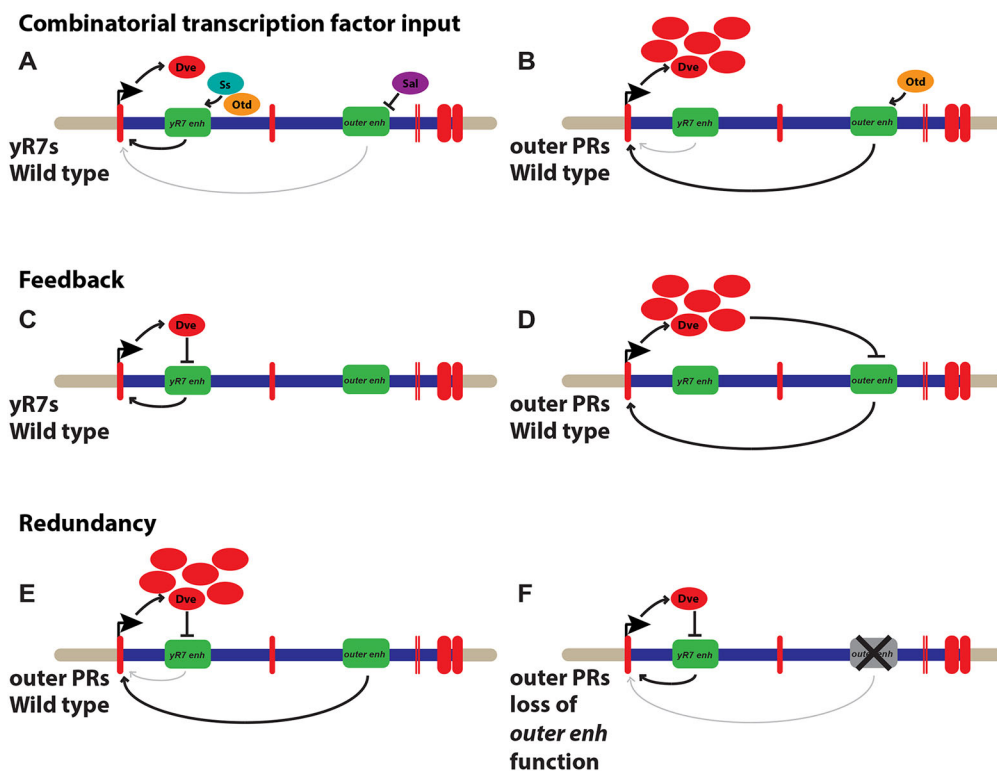 Combinatorial transcription factor input
A
Dve
Ss
Otd
Sal
yR7 enh
outer enh
yR7s
Wild type
B
Dve
Otd
yR7 enh
outer enh
outer PRs
Wild type
Feedback
C
Dve
yR7 enh
outer enh
yR7s
Wild type
D
Dve
yR7 enh
outer enh
outer PRs
Wild type
Redundancy
E
Dve
yR7 enh
outer enh
outer PRs
Wild type
F
Dve
yR7 enh
outer enh
outer PRs
loss of
outer enh
function